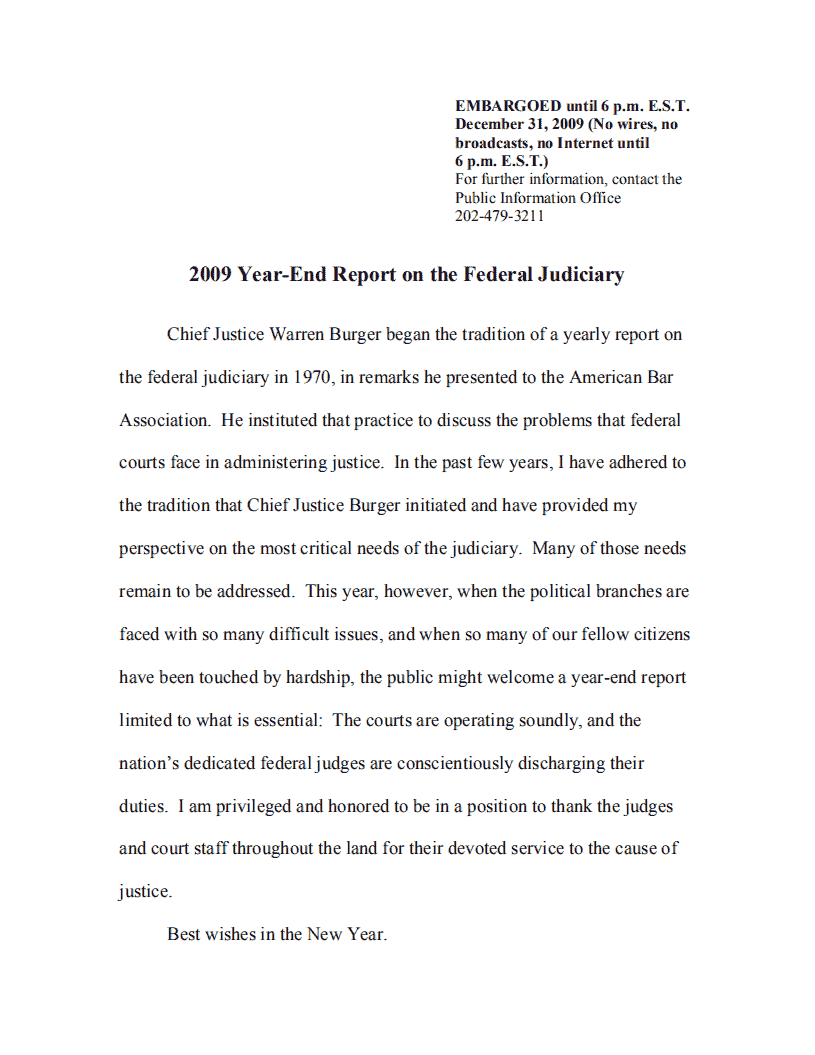 EMBARGOED until 6 p.m. E.S.T.
December 31, 2009 (No wires, no
broadcasts, no Internet until
6 p.m. E.S.T.)
For further information, contact the
Public Information Office
202-479-3211
2009 Year-End Report on the Federal Judiciary
Chief Justice Warren Burger began the tradition of a yearly report on
the federal judiciary in 1970, in remarks he presented to the American Bar
Association.  He instituted that practice to discuss the problems that federal
courts face in administering justice.  In the past few years, I have adhered to
the tradition that Chief Justice Burger initiated and have provided my
perspective on the most critical needs of the judiciary.  Many of those needs
remain to be addressed.  This year, however, when the political branches are
faced with so many difficult issues, and when so many of our fellow citizens
have been touched by hardship, the public might welcome a year-end report
limited to what is essential:  The courts are operating soundly, and the
nation’s dedicated federal judges are conscientiously discharging their
duties.  I am privileged and honored to be in a position to thank the judges
and court staff throughout the land for their devoted service to the cause of
justice.
Best wishes in the New Year.